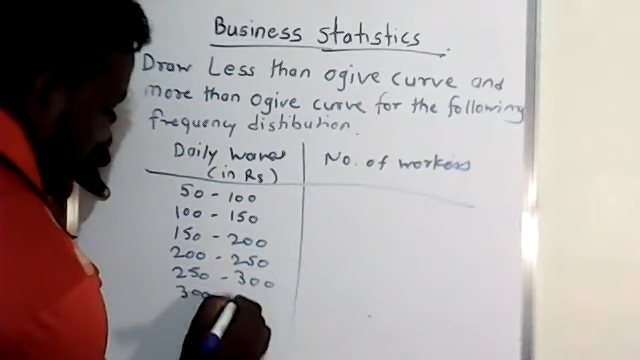 Business Statistics
Draw Less than Ogive curve and
more than Ogive curve for the following
frequency distibution.
Daily wages No. of workers
(in Rs)
50 - 100
100 - 150
150 - 200
200 - 250
250 - 300
300 -